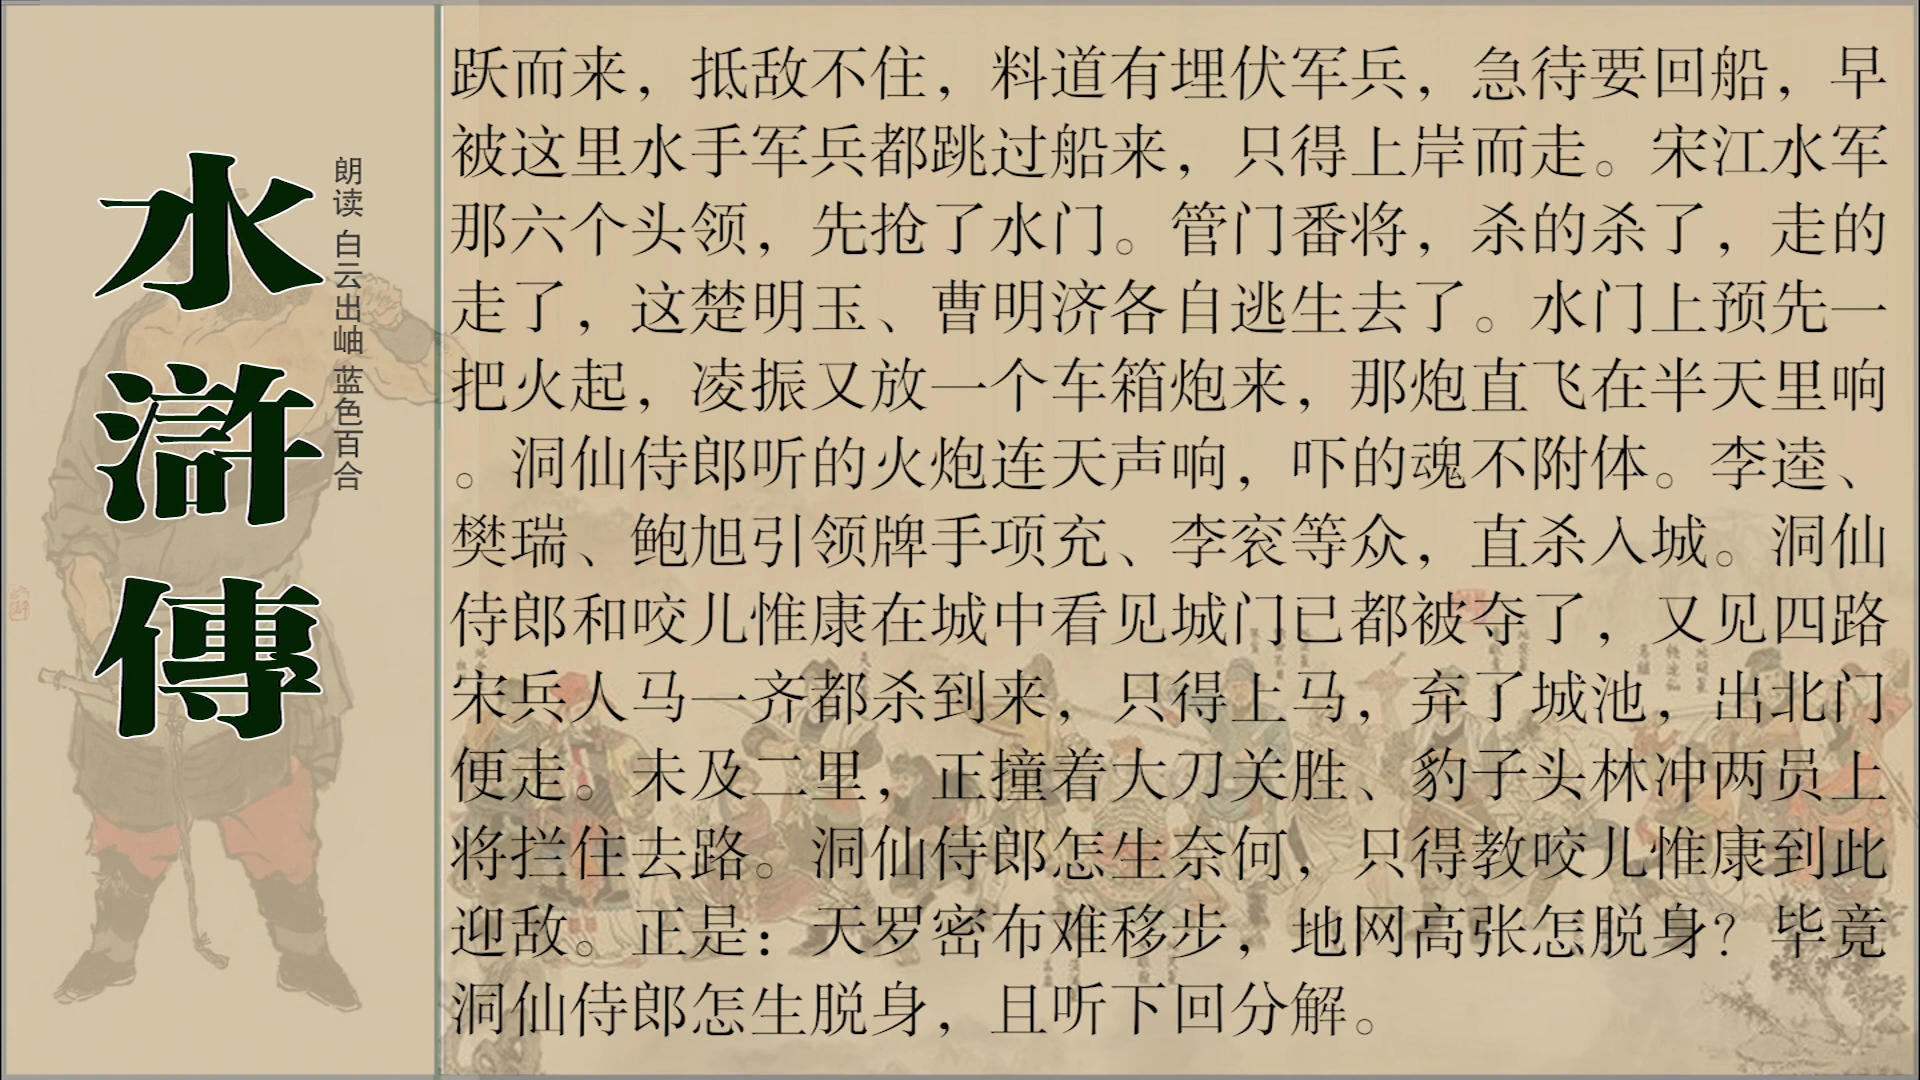 水滸傳
朗读 白云出岫 蓝色百合
跃而来，抵敌不住，料道有埋伏军兵，急待要回船，早
被这里水手军兵都跳过船来，只得上岸而走。宋江水军
那六个头领，先抢了水门。管门番将，杀的杀了，走的
走了，这楚明玉、曹明济各自逃生去了。水门上预先一
把火起，凌振又放一个车箱炮来，那炮直飞在半天里响
。洞仙侍郎听的火炮连天声响，吓的魂不附体。李逵、
樊瑞、鲍旭引领牌手项充、李衮等众，直杀入城。洞仙
侍郎和咬儿惟康在城中看见城门已都被夺了，又见四路
宋兵人马一齐都杀到来，只得上马，弃了城池，出北门
便走。未及二里，正撞着大刀关胜、豹子头林冲两员上
将拦住去路。洞仙侍郎怎生奈何，只得教咬儿惟康到此
迎敌。正是：天罗密布难移步，地网高张怎脱身？毕竟
洞仙侍郎怎生脱身，且听下回分解。